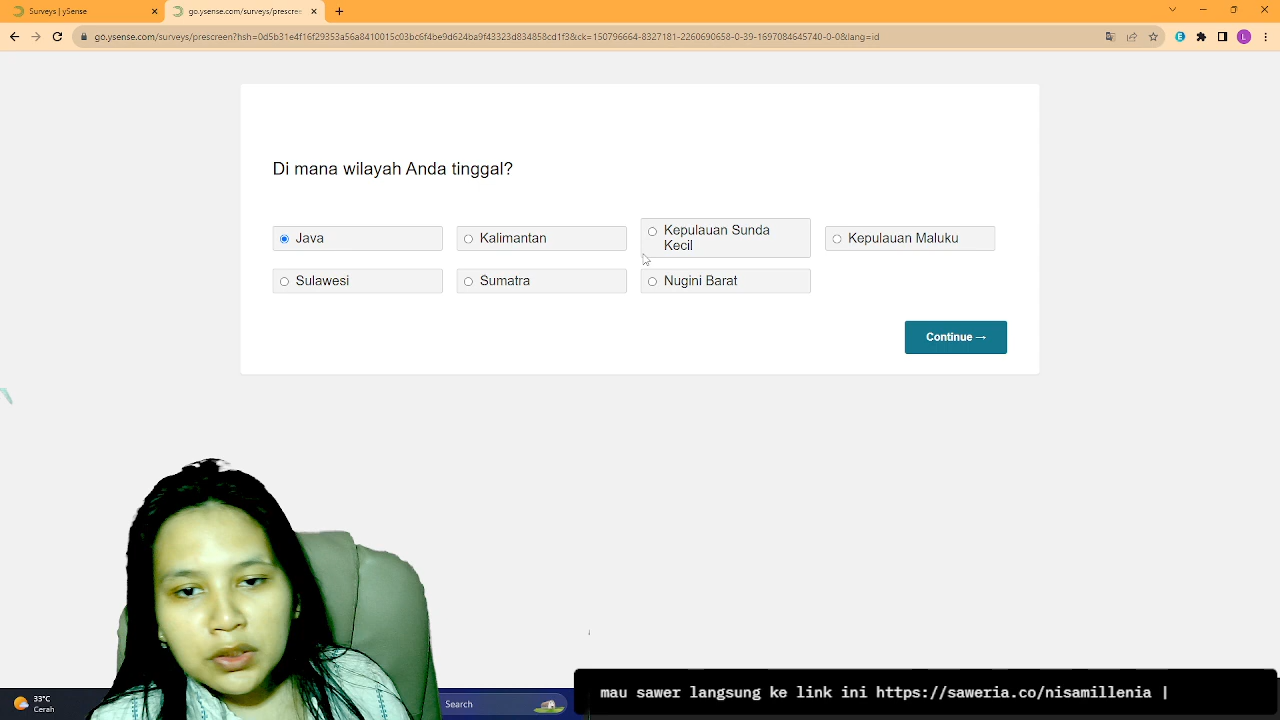 Surveys | ySense
go.ysense.com/surveys/prescree
go.ysense.com/surveys/prescreen?hsh=0d5b31e4f16f29353a56a8410015c03bc6f4be9d624ba9f43323d834858cd1f3&ck=150796664-8327181-2260690658-0-39-1697084645740-0-0&lang=id
E
L
Di mana wilayah Anda tinggal?
Java
Kalimantan
Kepulauan Sunda
Kecil
Kepulauan Maluku
Sulawesi
Sumatra
Nugini Barat
Continue →
33°C
Cerah
Search
mau sawer langsung ke link ini https://saweria.co/nisamillenia |